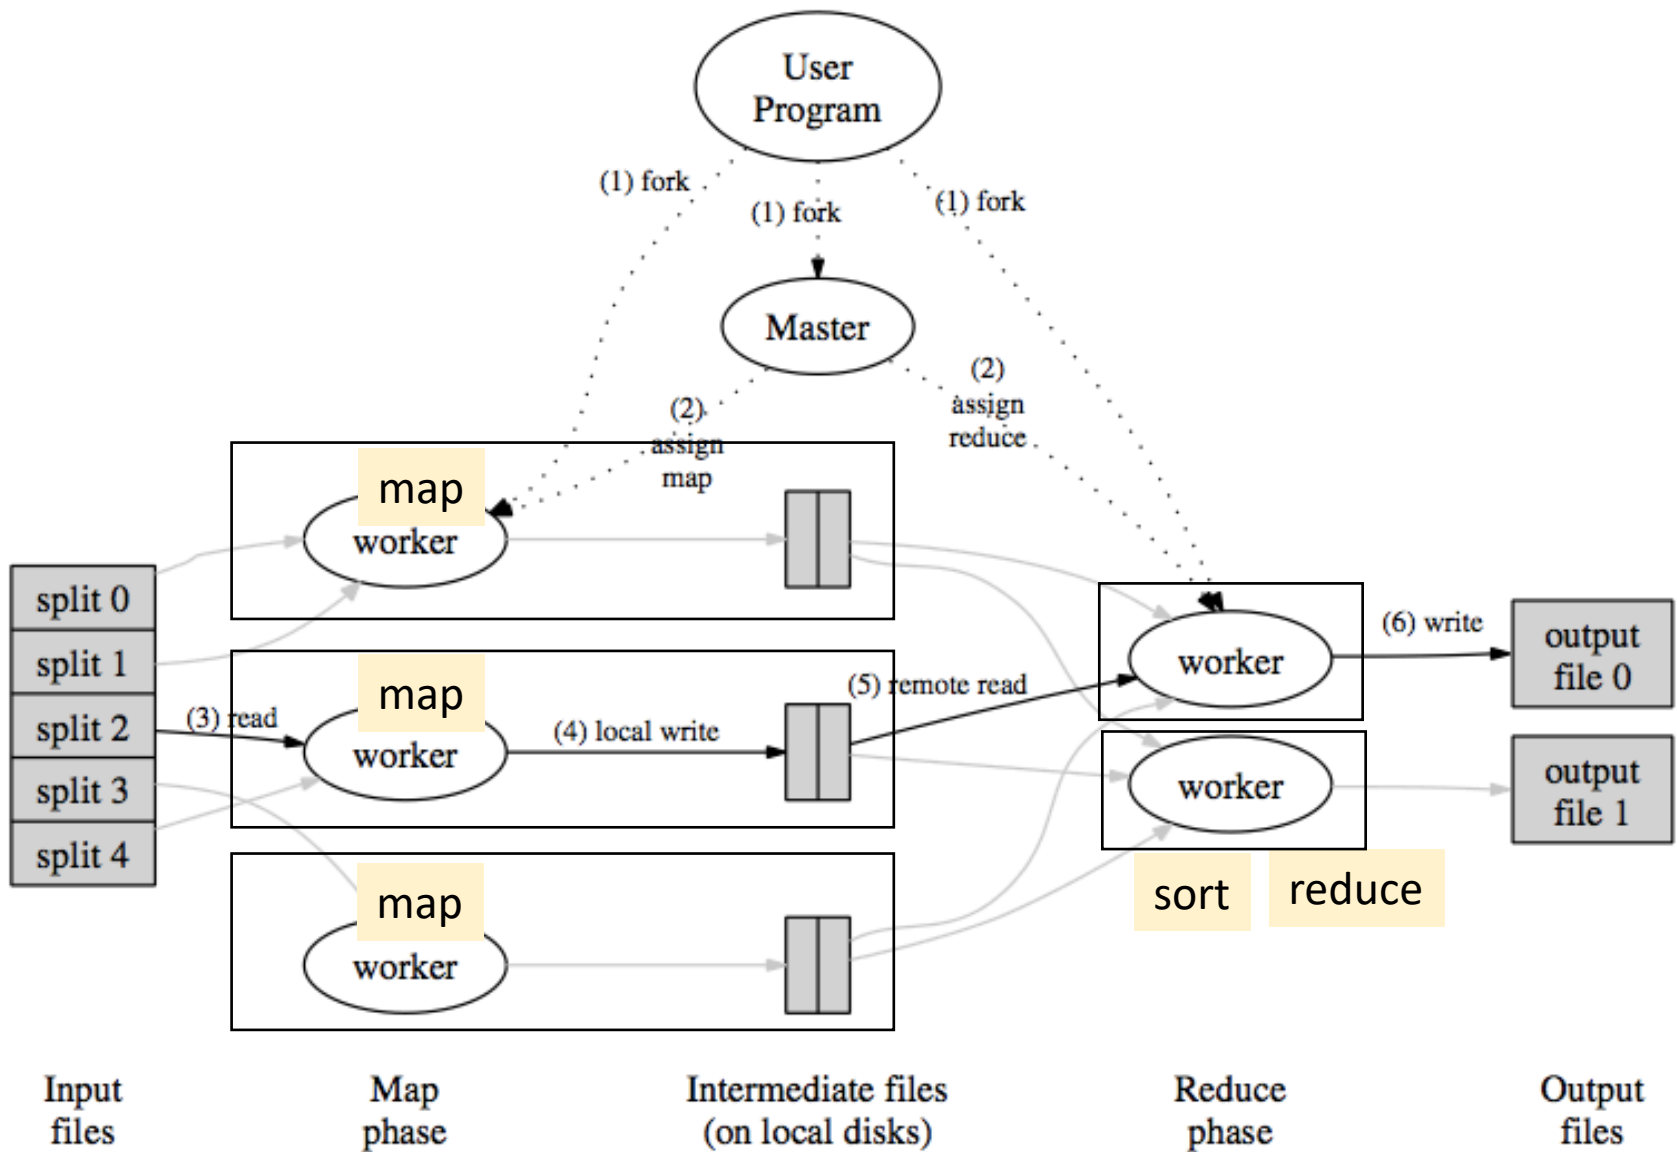 User
Program
(1) fork
(1) fork
(1) fork
Master
(2)
assign
map
(2)
assign
reduce
map
worker
split 0
split 1
split 2
split 3
split 4
(3) read
map
worker
(4) local write
(5) remote read
worker
(6) write
output
file 0
worker
output
file 1
map
worker
sort
reduce
Input
files
Map
phase
Intermediate files
(on local disks)
Reduce
phase
Output
files